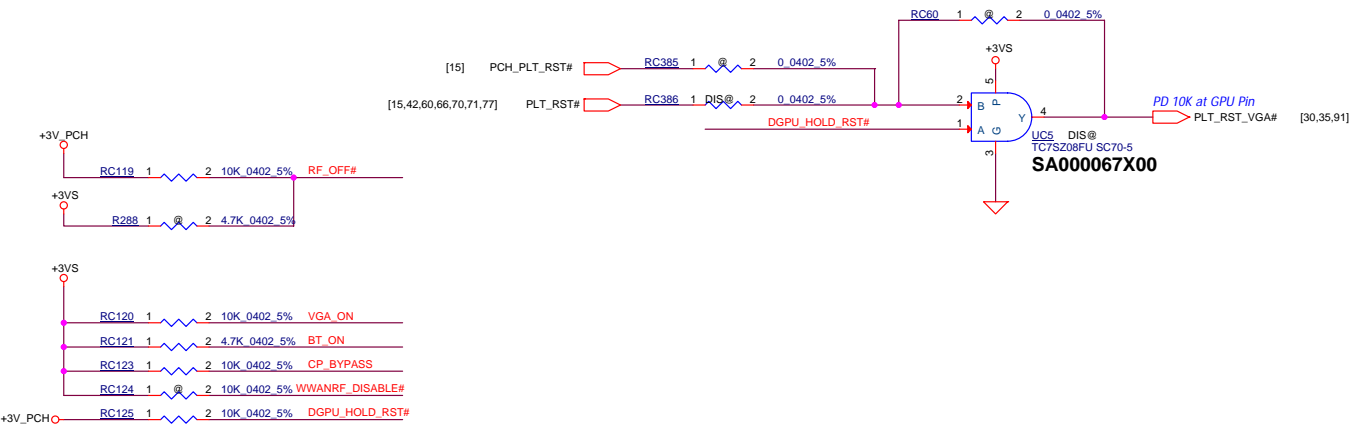 RC60 1 @ 2 0_0402_5%
+3VS
[15] PCH_PLT_RST# RC385 1 @ 2 0_0402_5%
5
P
[15,42,60,66,70,71,77] PLT_RST# RC386 1 DIS@ 2 0_0402_5%
2 B
Y 4
PD 10K at GPU Pin
PLT_RST_VGA# [30,35,91]
DGPU_HOLD_RST# 1 A
G
3
UC5 DIS@
TC7SZ08FU SC70-5
SA000067X00
+3V_PCH
RC119 1 2 10K_0402_5% RF_OFF#
+3VS
R288 1 @ 2 4.7K_0402_5%
+3VS
RC120 1 2 10K_0402_5% VGA_ON
RC121 1 2 4.7K_0402_5% BT_ON
RC123 1 2 10K_0402_5% CP_BYPASS
RC124 1 @ 2 10K_0402_5% WWANRF_DISABLE#
+3V_PCH RC125 1 2 10K_0402_5% DGPU_HOLD_RST#